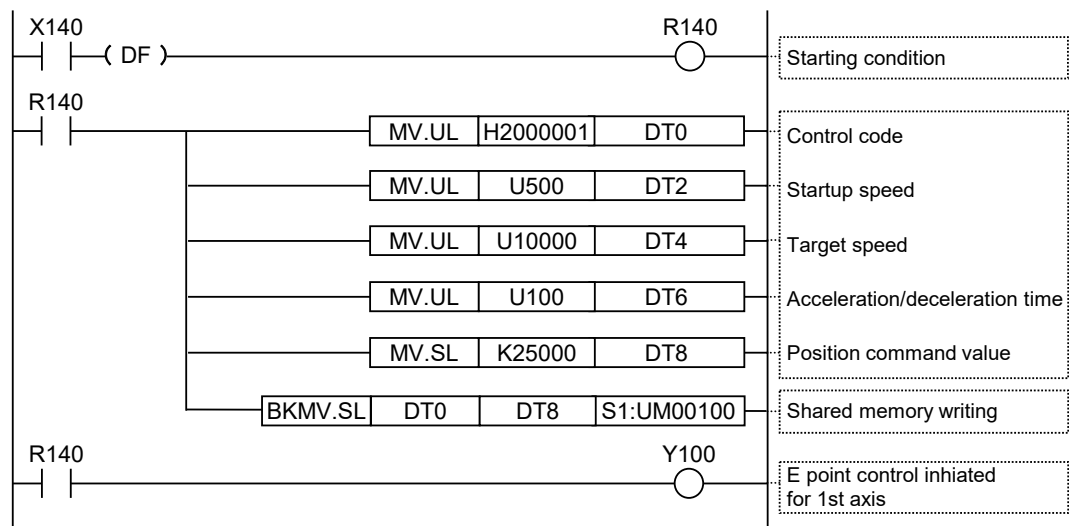 X140 R140
( DF ) Starting condition
R140
MV.UL H2000001 DT0 Control code
MV.UL U500 DT2 Startup speed
MV.UL U10000 DT4 Target speed
MV.UL U100 DT6 Acceleration/deceleration time
MV.SL K25000 DT8 Position command value
BKMV.SL DT0 DT8 S1:UM00100 Shared memory writing
R140 Y100
E point control inhiated
for 1st axis